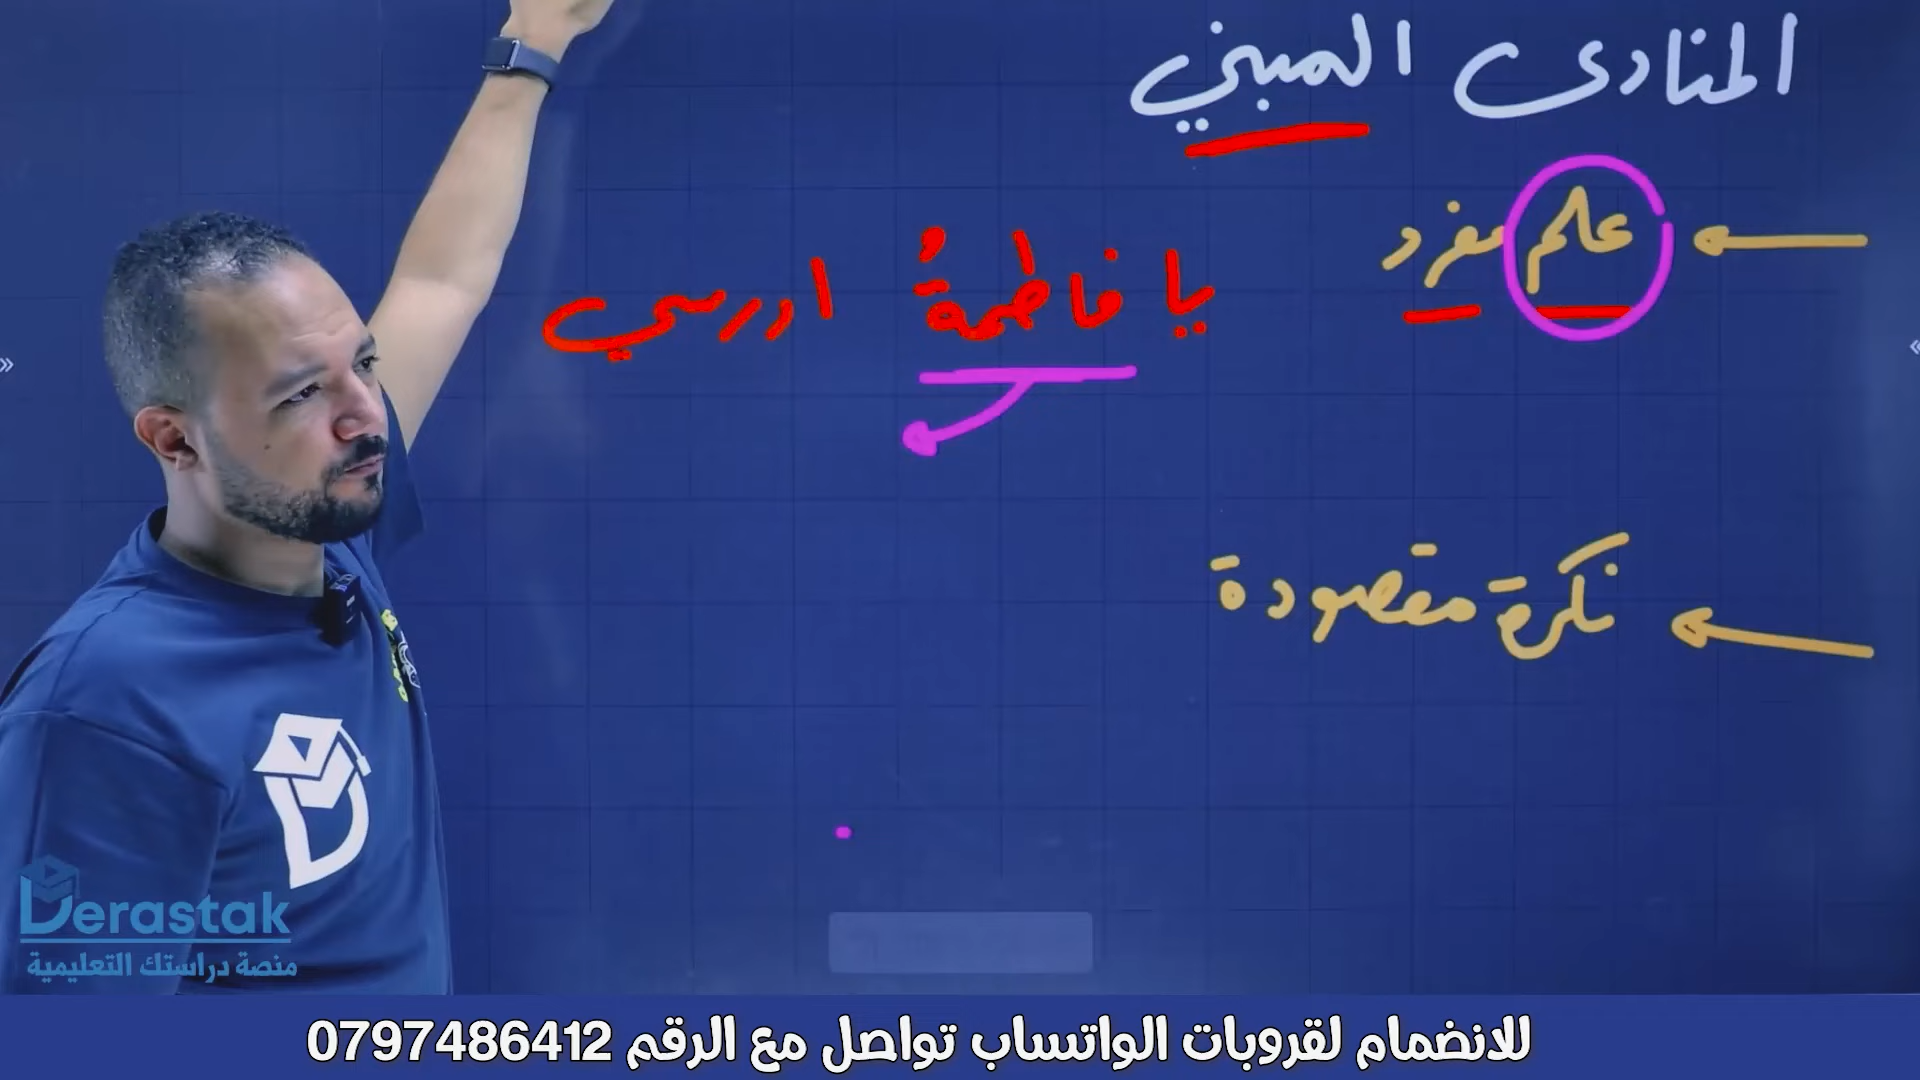 المنادى المبني
علم مفرد
يا فاطمةُ ادرسي
نكرة مقصودة
Derastak
منصة دراستك التعليمية
للانضمام لقروبات الواتساب تواصل مع الرقم 0797486412